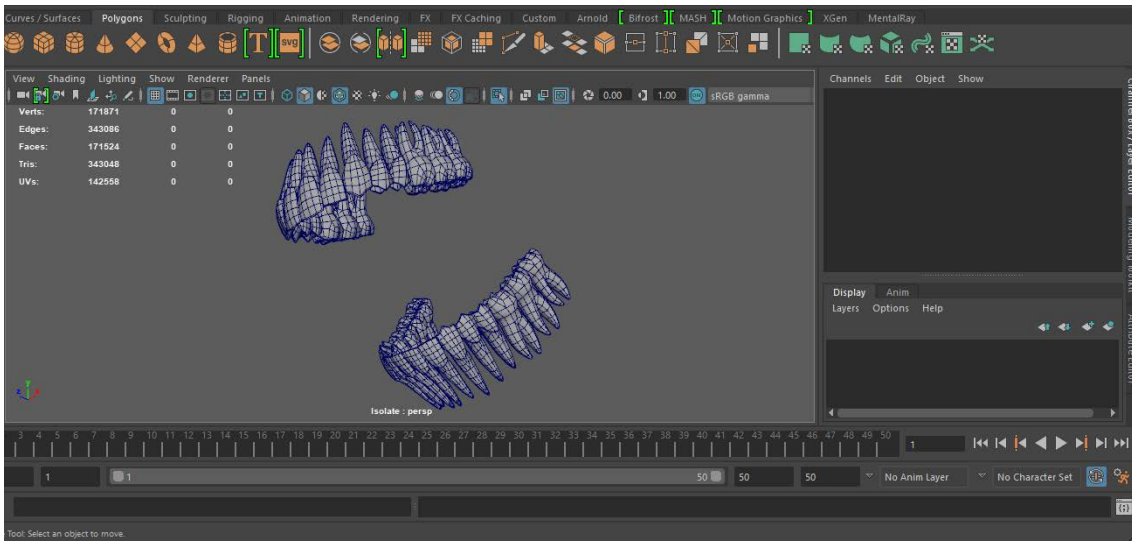 Curves / Surfaces Polygons Sculpting Rigging Animation Rendering FX FX Caching Custom Arnold Bifrost MASH Motion Graphics XGen MentalRay
T svg
View Shading Lighting Show Renderer Panels
0.00 1.00 sRGB gamma
Verts: 171871 0 0
Edges: 343086 0 0
Faces: 171524 0 0
Tris: 343048 0 0
UVs: 142558 0 0
Isolate : persp
Channels Edit Object Show
Display Anim
Layers Options Help
Attribute Editor
3 4 5 6 7 8 9 10 11 12 13 14 15 16 17 18 19 20 21 22 23 24 25 26 27 28 29 30 31 32 33 34 35 36 37 38 39 40 41 42 43 44 45 46 47 48 49 50 1
1 1 50 50 50 No Anim Layer No Character Set
Tool: Select an object to move.